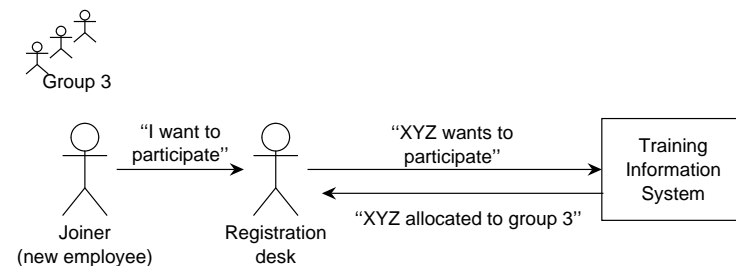 Group 3
‘‘I want to
participate’’
‘‘XYZ wants to
participate’’
Training
Information
System
‘‘XYZ allocated to group 3’’
Joiner
(new employee)
Registration
desk